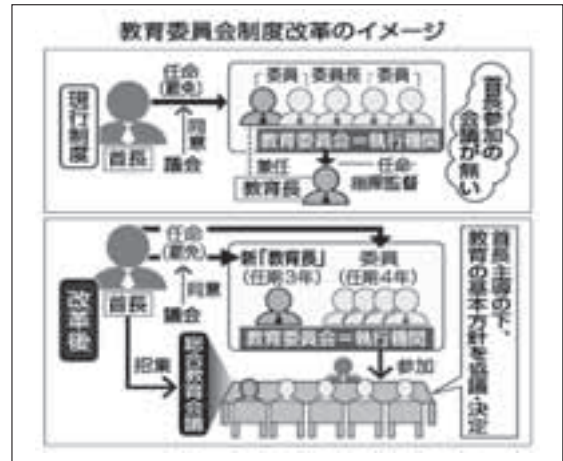 教育委員会制度改革のイメージ
現行制度
首長
任命
(罷免)
同意
議会
委員
委員長
委員
教育委員会=執行機関
兼任
教育長
任命・
指揮監督
首長参加の
会議が無い
改革後
首長
任命
(罷免)
同意
議会
新「教育長」
(任期3年)
委員
(任期4年)
教育委員会=執行機関
招集
総合教育会議
参加
首長主導の下、
教育の基本方針を協議・決定